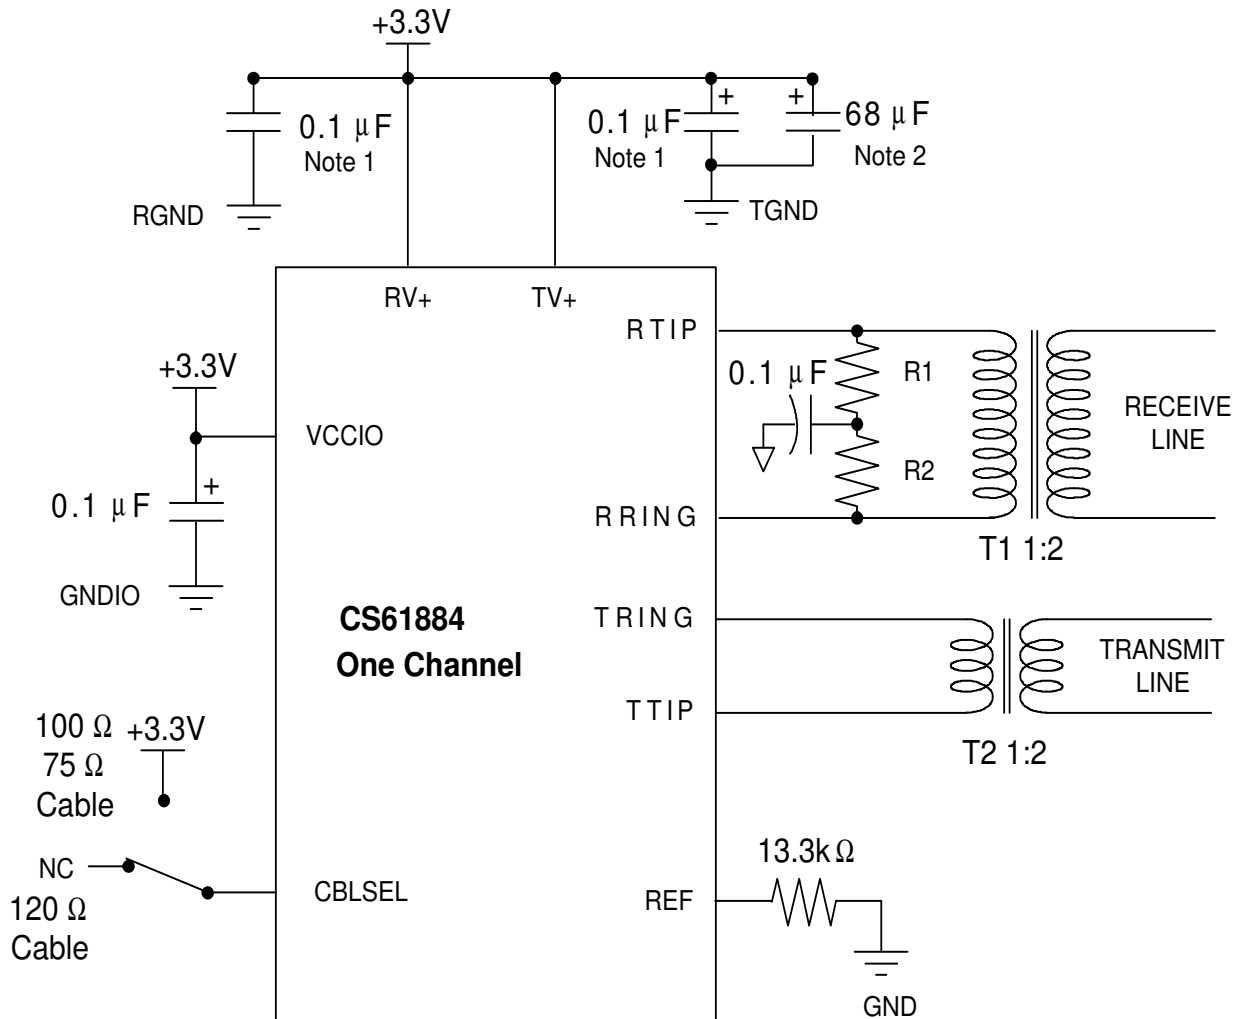 +3.3V
+
+
0.1 μF
Note 1
0.1 μF
Note 1
68 μF
Note 2
RGND
TGND
RV+
TV+
RTIP
+3.3V
0.1 μF
R1
RECEIVE
LINE
VCCIO
R2
+
0.1 μF
RRING
T1 1:2
GNDIO
CS61884
One Channel
TRING
TRANSMIT
LINE
TTIP
T2 1:2
100 Ω
+3.3V
75 Ω
Cable
NC
120 Ω
Cable
CBLSEL
13.3k Ω
REF
GND